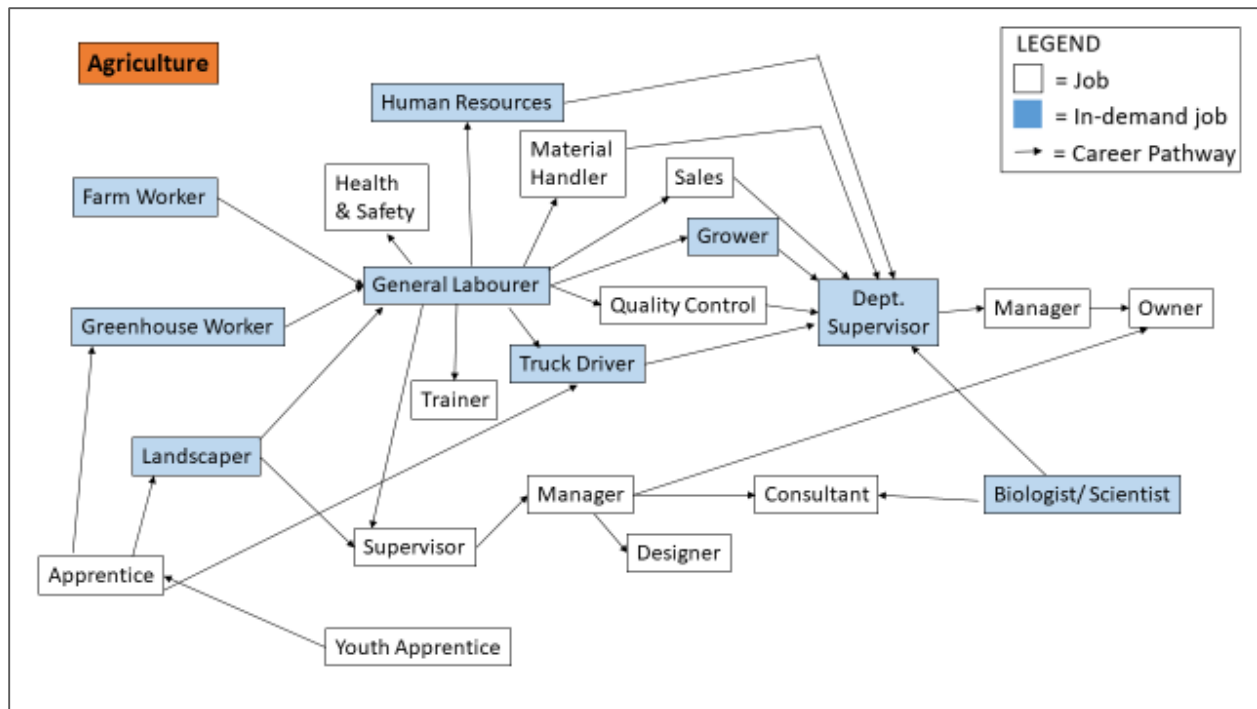 Agriculture
LEGEND
= Job
= In-demand job
= Career Pathway
Human Resources
Material
Handler
Sales
Health
& Safety
Farm Worker
Grower
General Labourer
Quality Control
Dept.
Supervisor
Manager
Owner
Greenhouse Worker
Truck Driver
Trainer
Landscaper
Manager
Consultant
Biologist/ Scientist
Supervisor
Designer
Apprentice
Youth Apprentice